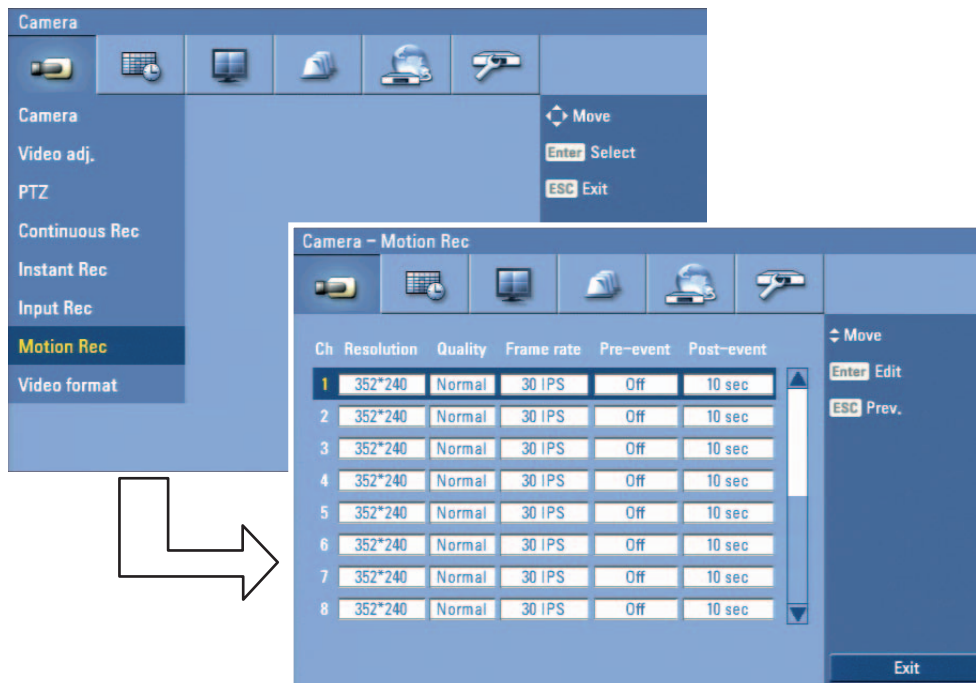 Camera
Camera
Video adj.
PTZ
Continuous Rec
Instant Rec
Input Rec
Motion Rec
Video format
Move
Enter Select
ESC Exit
Camera – Motion Rec
Ch Resolution Quality Frame rate Pre-event Post-event
1 352*240 Normal 30 IPS Off 10 sec
2 352*240 Normal 30 IPS Off 10 sec
3 352*240 Normal 30 IPS Off 10 sec
4 352*240 Normal 30 IPS Off 10 sec
5 352*240 Normal 30 IPS Off 10 sec
6 352*240 Normal 30 IPS Off 10 sec
7 352*240 Normal 30 IPS Off 10 sec
8 352*240 Normal 30 IPS Off 10 sec
Move
Enter Edit
ESC Prev.
Exit